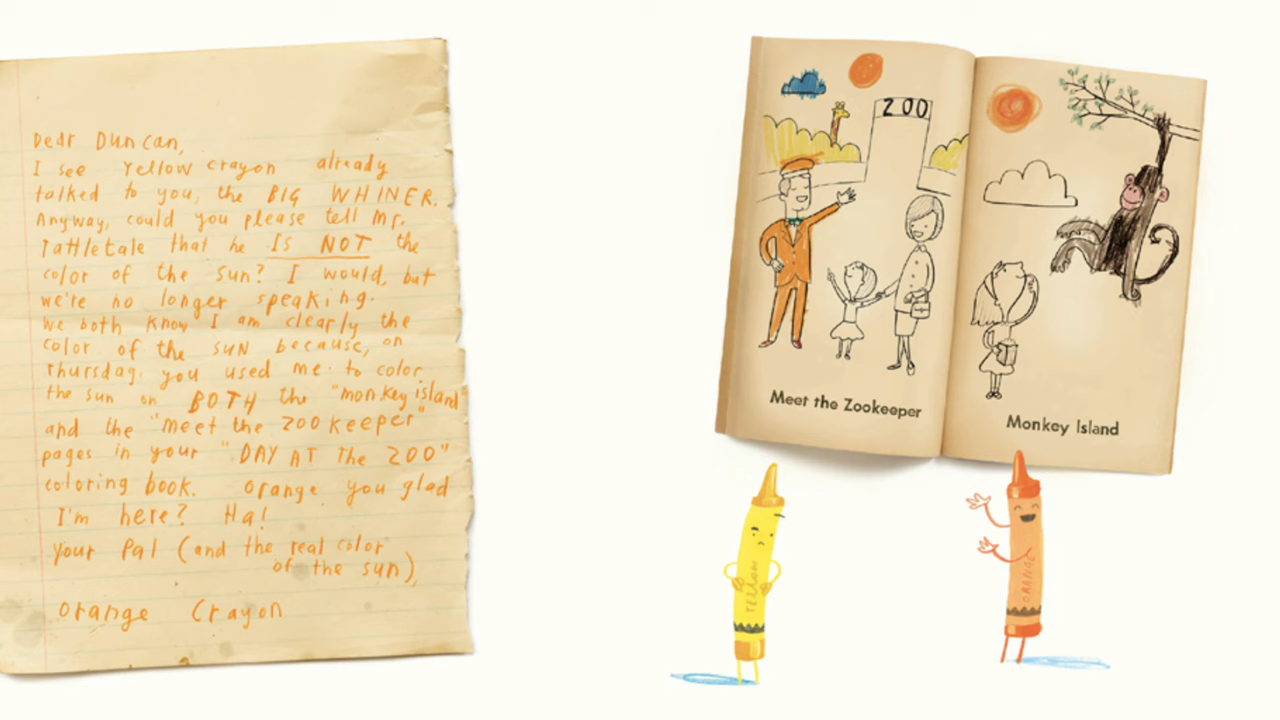 Dear Duncan,
I see Yellow crayon already
talked to you, the BIG WHINER.
Anyway, could you please tell Mr.
Tattletale that he IS NOT the
color of the sun? I would, but
we're no longer speaking.
We both know I am clearly the
color of the sun because, on
Thursday, you used me to color
the sun on BOTH the "monkey island"
and the "meet the zookeeper"
pages in your "DAY AT The ZOO"
coloring book. Orange you glad
I'm here? Ha!
Your Pal (and the real color
of the sun),
Orange Crayon
ZOO
Meet the Zookeeper
Monkey Island
YELLOW
ORANGE